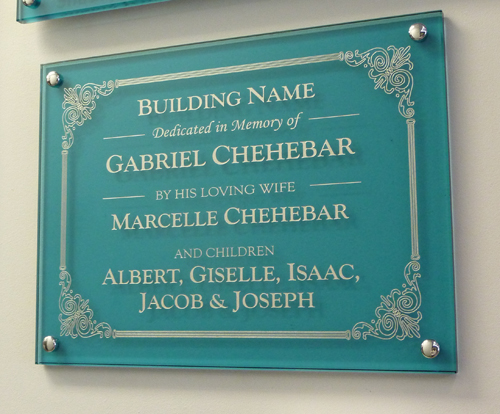 BUILDING NAME
Dedicated in Memory of
GABRIEL CHEHEBAR
BY HIS LOVING WIFE
MARCELLE CHEHEBAR
AND CHILDREN
ALBERT, GISELLE, ISAAC,
JACOB & JOSEPH